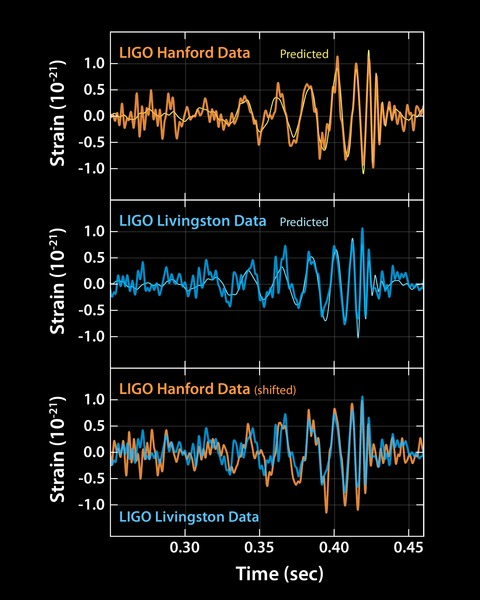 LIGO Hanford Data Predicted
1.0
0.5
0.0
-0.5
-1.0
Strain (10-21)
LIGO Livingston Data Predicted
1.0
0.5
0.0
-0.5
-1.0
Strain (10-21)
LIGO Hanford Data (shifted)
1.0
0.5
0.0
-0.5
-1.0
Strain (10-21)
LIGO Livingston Data
0.30 0.35 0.40 0.45
Time (sec)